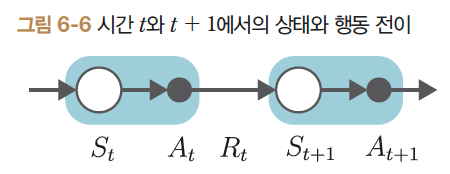 그림 6-6 시간 t와 t + 1에서의 상태와 행동 전이
S_t A_t R_t S_{t+1} A_{t+1}